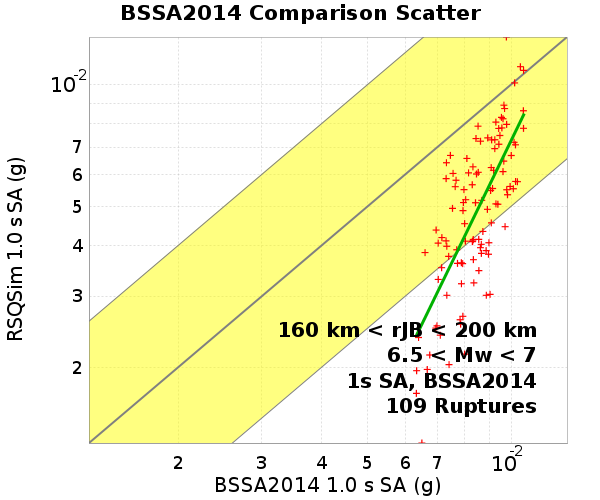 BSSA2014 Comparison Scatter
RSQSim 1.0 s SA (g)
10-2
7
6
5
4
3
2
160 km < rJB < 200 km
6.5 < Mw < 7
1s SA, BSSA2014
109 Ruptures
2 3 4 5 6 7 10-2
BSSA2014 1.0 s SA (g)